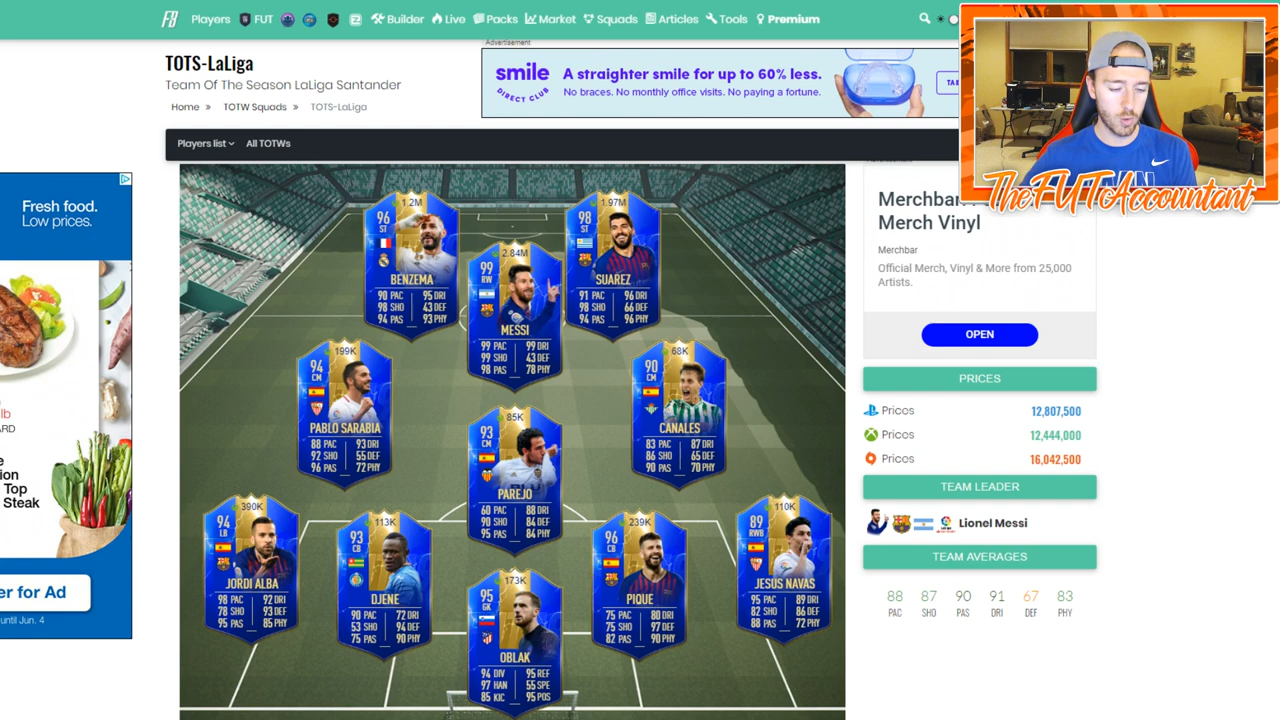 F8 Players FUT Builder Live Packs Market Squads Articles Tools Premium
TOTS-LaLiga
Team Of The Season LaLiga Santander
Home » TOTW Squads » TOTS-LaLiga
Advertisement
smile
DIRECT CLUB
A straighter smile for up to 60% less.
No braces. No monthly office visits. No paying a fortune.
Players list All TOTWs
TheFUTAccountant
Fresh food.
Low prices.
Top
Steak
er for Ad
until Jun. 4
1.2M
96
ST
BENZEMA
90 PAC 95 DRI
98 SHO 43 DEF
94 PAS 93 PHY
2.84M
99
RW
MESSI
99 PAC 99 DRI
99 SHO 43 DEF
98 PAS 78 PHY
1.97M
98
ST
SUAREZ
91 PAC 96 DRI
98 SHO 66 DEF
94 PAS 96 PHY
199K
94
CM
PABLO SARABIA
88 PAC 93 DRI
92 SHO 55 DEF
96 PAS 72 PHY
85K
93
CM
PAREJO
60 PAC 88 DRI
90 SHO 84 DEF
95 PAS 84 PHY
68K
90
CM
CANALES
83 PAC 87 DRI
86 SHO 65 DEF
90 PAS 70 PHY
390K
94
LB
JORDI ALBA
98 PAC 92 DRI
78 SHO 93 DEF
95 PAS 85 PHY
113K
93
CB
DJENE
90 PAC 72 DRI
53 SHO 94 DEF
75 PAS 90 PHY
173K
95
GK
OBLAK
94 DIV 95 REF
97 HAN 55 SPE
85 KIC 95 POS
239K
96
CB
PIQUE
75 PAC 80 DRI
75 SHO 97 DEF
82 PAS 90 PHY
110K
89
RWB
JESUS NAVAS
95 PAC 89 DRI
82 SHO 86 DEF
88 PAS 72 PHY
Merch Vinyl
Merchbar
Official Merch, Vinyl & More from 25,000
Artists.
OPEN
PRICES
Prices 12,807,500
Prices 12,444,000
Prices 16,042,500
TEAM LEADER
Lionel Messi
TEAM AVERAGES
88 87 90 91 67 83
PAC SHO PAS DRI DEF PHY